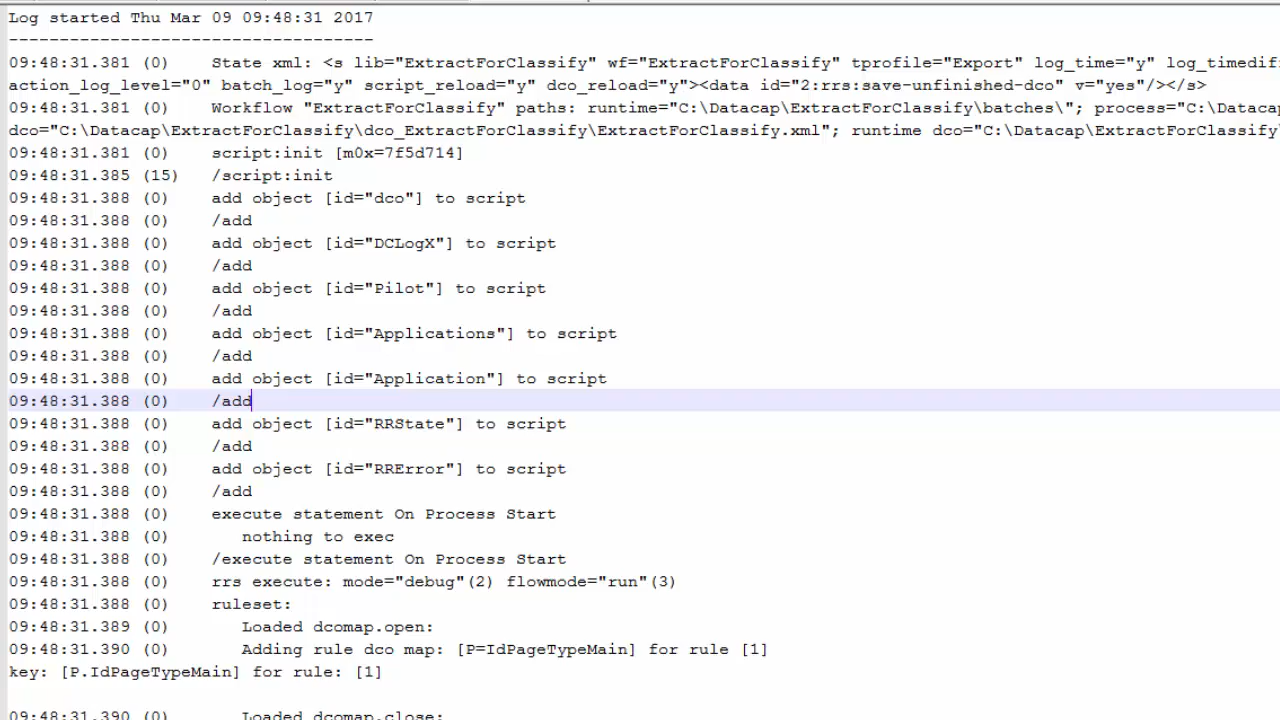 Log started Thu Mar 09 09:48:31 2017
------------------------------------
09:48:31.381 (0) State xml: <s lib="ExtractForClassify" wf="ExtractForClassify" tprofile="Export" log_time="y" log_timedif
action_log_level="0" batch_log="y" script_reload="y" dco_reload="y"><data id="2:rrs:save-unfinished-dco" v="yes"/></s>
09:48:31.381 (0) Workflow "ExtractForClassify" paths: runtime="C:\Datacap\ExtractForClassify\batches\"; process="C:\Datacap
dco="C:\Datacap\ExtractForClassify\dco_ExtractForClassify\ExtractForClassify.xml"; runtime dco="C:\Datacap\ExtractForClassify\
09:48:31.381 (0) script:init [m0x=7f5d714]
09:48:31.385 (15) /script:init
09:48:31.388 (0) add object [id="dco"] to script
09:48:31.388 (0) /add
09:48:31.388 (0) add object [id="DCLogX"] to script
09:48:31.388 (0) /add
09:48:31.388 (0) add object [id="Pilot"] to script
09:48:31.388 (0) /add
09:48:31.388 (0) add object [id="Applications"] to script
09:48:31.388 (0) /add
09:48:31.388 (0) add object [id="Application"] to script
09:48:31.388 (0) /add
09:48:31.388 (0) add object [id="RRState"] to script
09:48:31.388 (0) /add
09:48:31.388 (0) add object [id="RRError"] to script
09:48:31.388 (0) /add
09:48:31.388 (0) execute statement On Process Start
09:48:31.388 (0) nothing to exec
09:48:31.388 (0) /execute statement On Process Start
09:48:31.388 (0) rrs execute: mode="debug"(2) flowmode="run"(3)
09:48:31.388 (0) ruleset:
09:48:31.389 (0) Loaded dcomap.open:
09:48:31.390 (0) Adding rule dco map: [P=IdPageTypeMain] for rule [1]
key: [P.IdPageTypeMain] for rule: [1]
09:48:31.390 (0) Loaded dcomap.close: